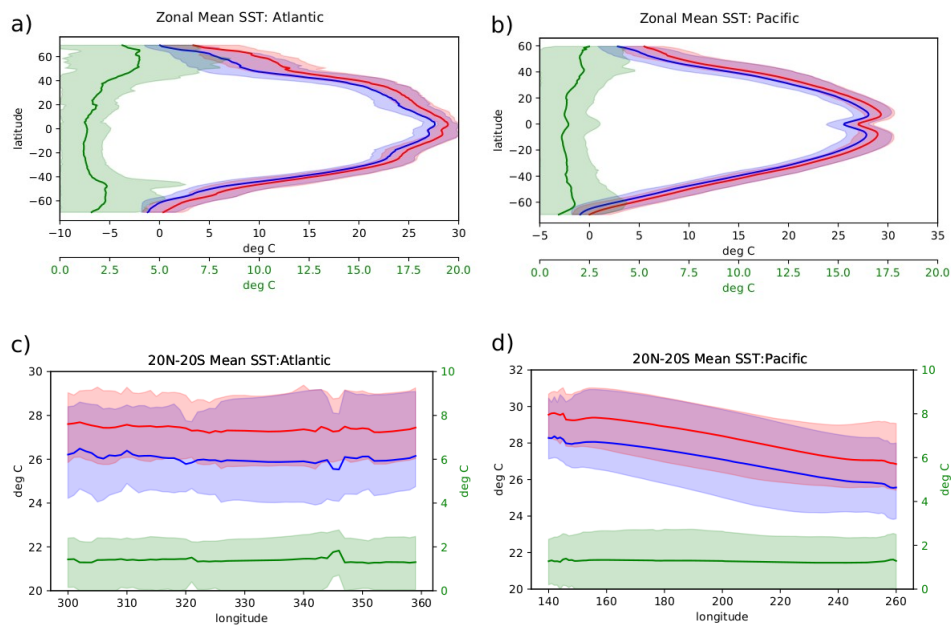 a)
Zonal Mean SST: Atlantic
60
40
20
0
−20
−40
−60
latitude
−10 −5 0 5 10 15 20 25 30
deg C
0.0 2.5 5.0 7.5 10.0 12.5 15.0 17.5 20.0
deg C
b)
Zonal Mean SST: Pacific
60
40
20
0
−20
−40
−60
latitude
−5 0 5 10 15 20 25 30 35
deg C
0.0 2.5 5.0 7.5 10.0 12.5 15.0 17.5 20.0
deg C
c)
20N-20S Mean SST:Atlantic
30
28
26
24
22
20
deg C
10
8
6
4
2
0
deg C
300 310 320 330 340 350 360
longitude
d)
20N-20S Mean SST:Pacific
32
30
28
26
24
22
20
deg C
10
8
6
4
2
0
deg C
140 160 180 200 220 240 260
longitude